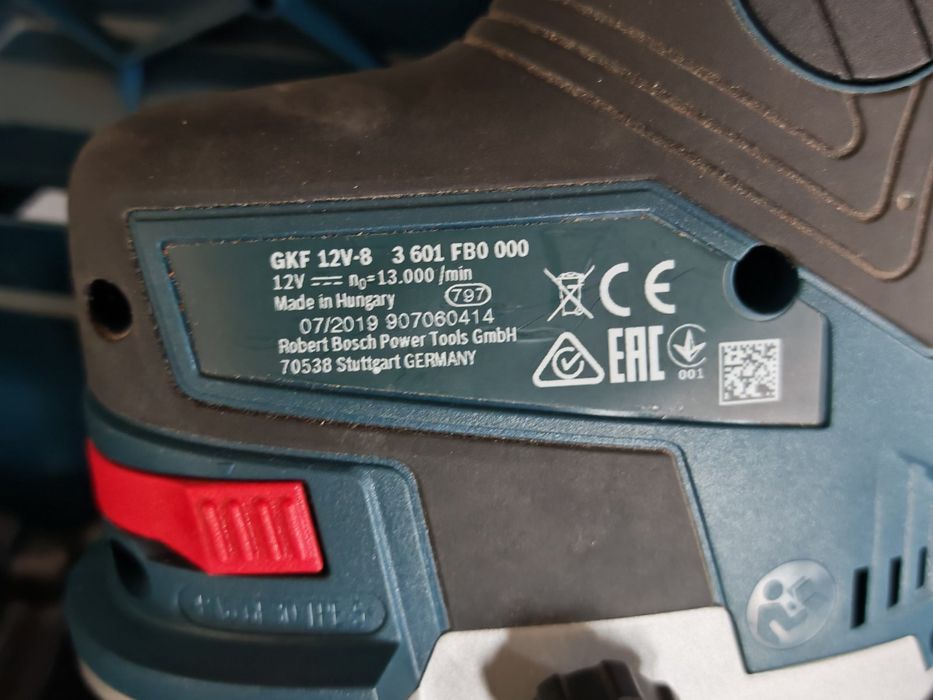 GKF 12V-8 3 601 FB0 000
12V n₀=13.000 /min
Made in Hungary 797
07/2019 907060414
Robert Bosch Power Tools GmbH
70538 Stuttgart GERMANY
CE
EAC
001